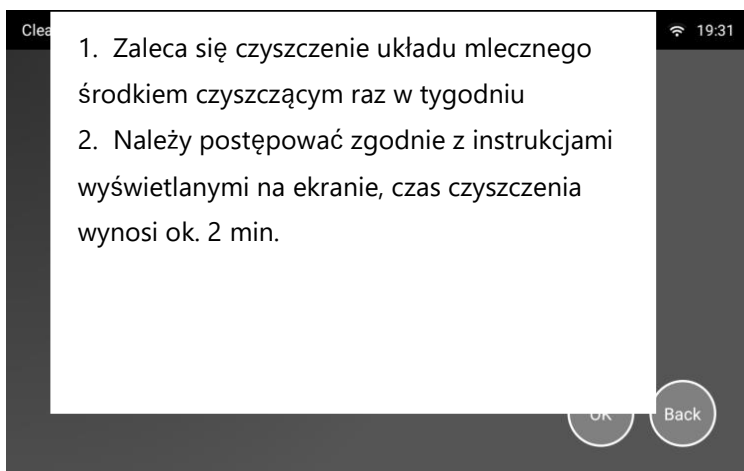 Clea
19:31
1. Zaleca się czyszczenie układu mlecznego
środkiem czyszczącym raz w tygodniu
2. Należy postępować zgodnie z instrukcjami
wyświetlanymi na ekranie, czas czyszczenia
wynosi ok. 2 min.
OK
Back